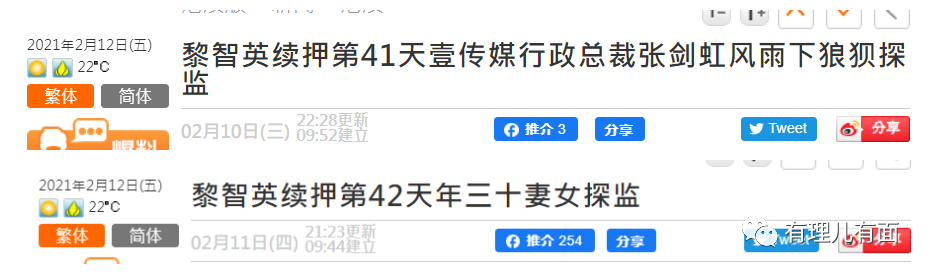 2021年2月12日(五)
22°C
繁体 简体
黎智英续押第41天壹传媒行政总裁张剑虹风雨下狼狈探
监
02月10日(三) 22:28更新
09:52建立
推介 3 分享 Tweet 分享
2021年2月12日(五)
22°C
繁体 简体
黎智英续押第42天年三十妻女探监
02月11日(四) 21:23更新
09:44建立
推介 254 分享
有理儿有面